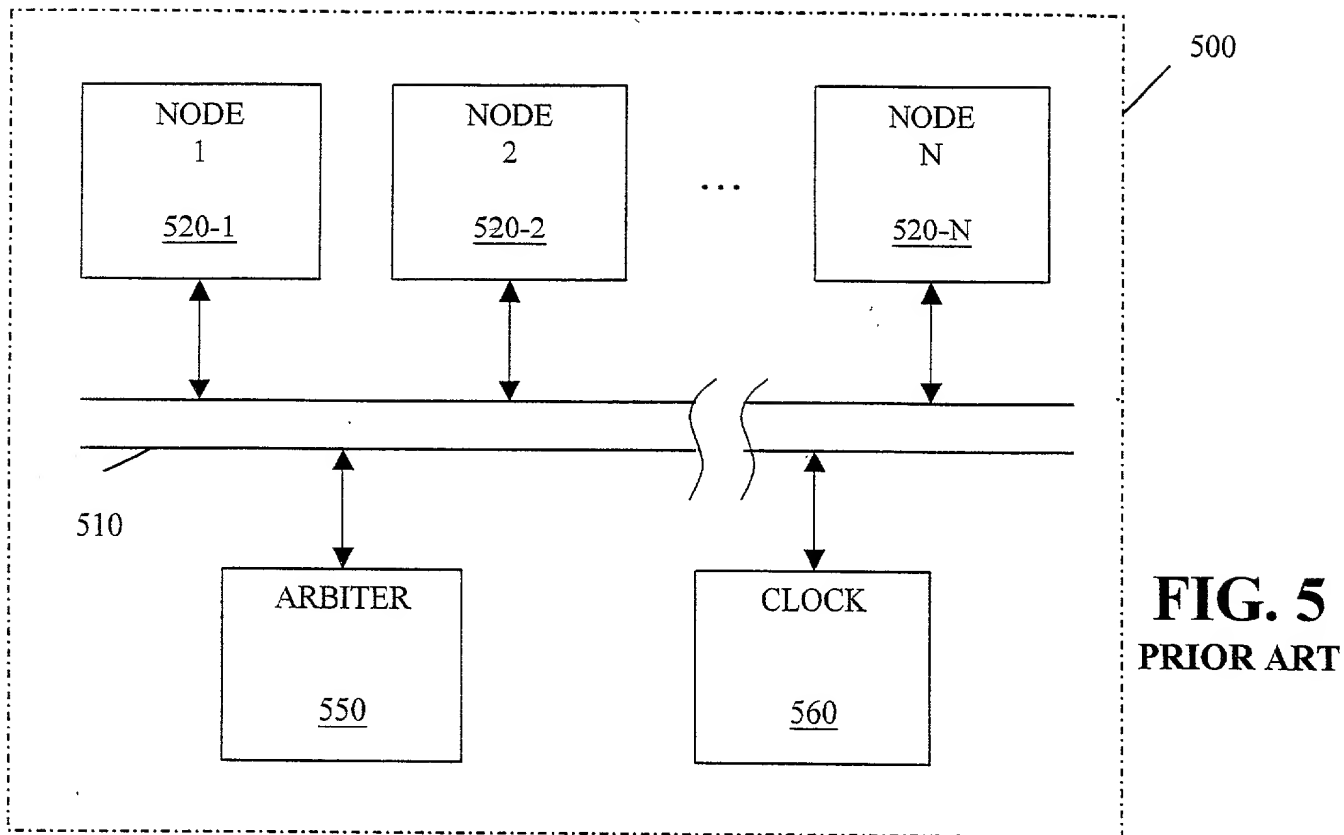 500
NODE
1
520-1
NODE
2
520-2
...
NODE
N
520-N
510
ARBITER
550
CLOCK
560
FIG. 5
PRIOR ART